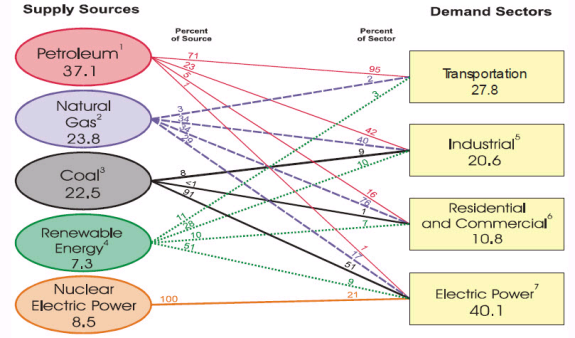 Supply Sources
Percent
of Source
Percent
of Sector
Demand Sectors
Petroleum1
37.1
71
23
5
1
95
2
3
Transportation
27.8
Natural
Gas2
23.8
3
34
34
29
42
40
9
10
Industrial5
20.6
Coal3
22.5
8
<1
91
16
76
1
7
Residential
and Commercial6
10.8
Renewable
Energy4
7.3
11
28
10
51
1
17
51
9
21
Electric Power7
40.1
Nuclear
Electric Power
8.5
100